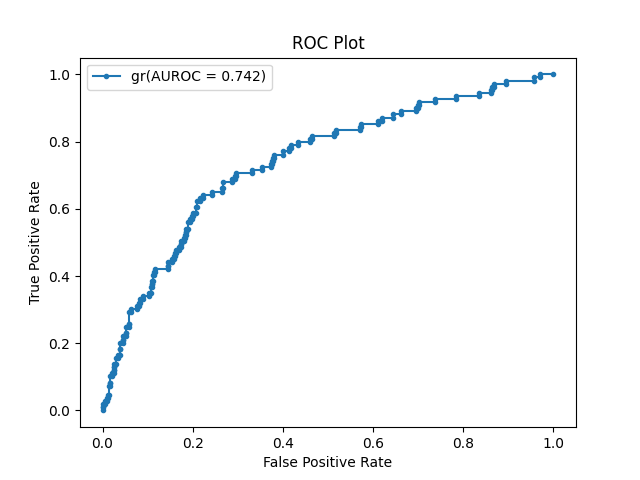 ROC Plot
gr(AUROC = 0.742)
True Positive Rate
1.0
0.8
0.6
0.4
0.2
0.0
0.0 0.2 0.4 0.6 0.8 1.0
False Positive Rate